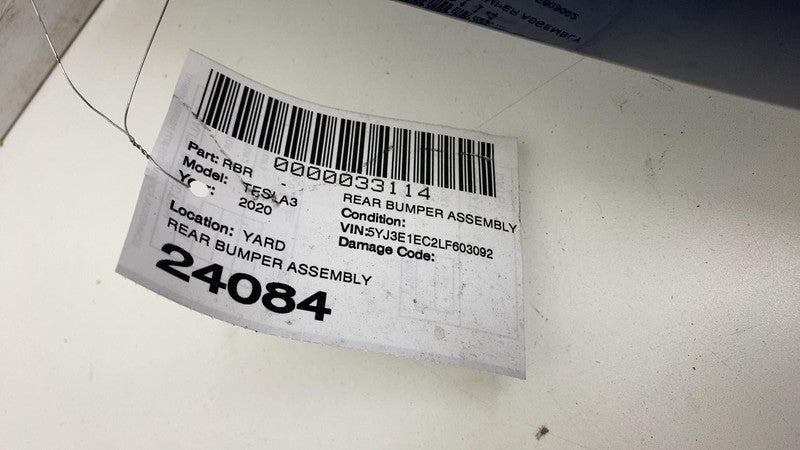 0000033114
Part: RBR
REAR BUMPER ASSEMBLY
Model: TESLA3
Condition:
2020
VIN:5YJ3E1EC2LF603092
Damage Code:
Location: YARD
REAR BUMPER ASSEMBLY
24084